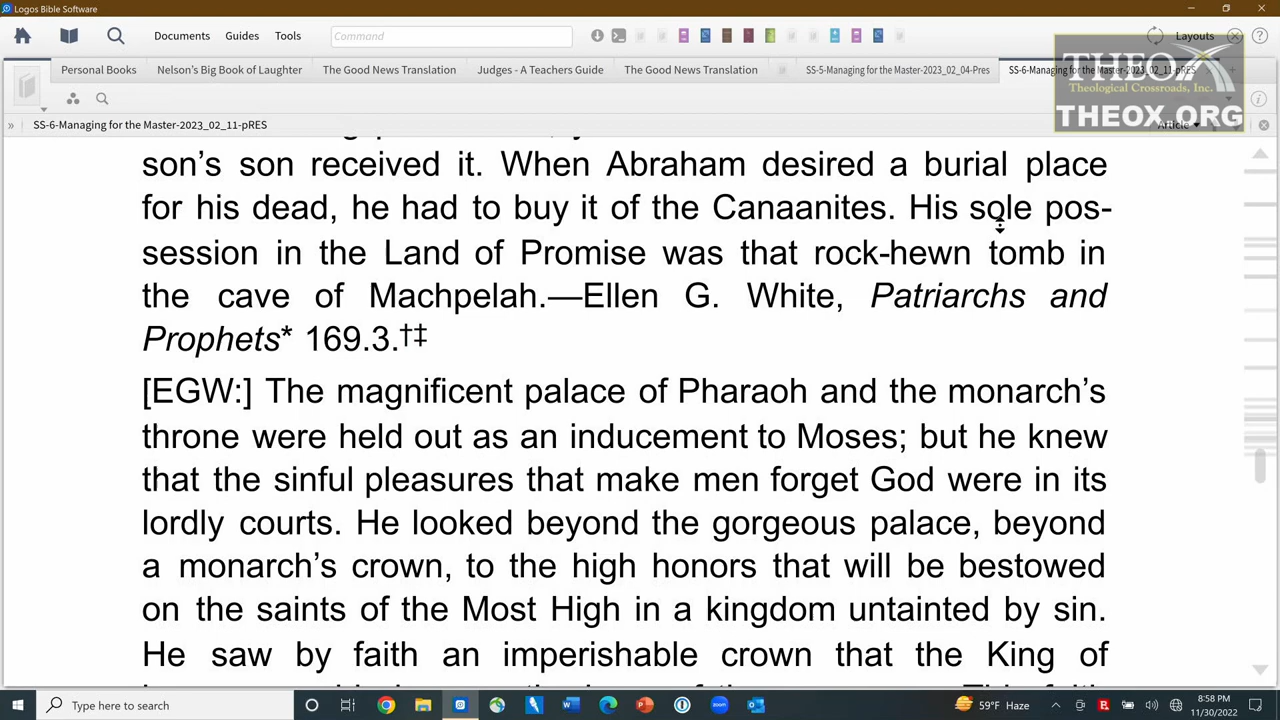 Logos Bible Software
Documents Guides Tools Command Layouts
Personal Books Nelson's Big Book of Laughter The Go Judges - A Teachers Guide The Good News Translation SS-5-Man for the Master-2023_02_04-Pres SS-6-Managing for the Master-2023_02_11-pRES
THEOX
Theological Crossroads, Inc.
THEOX.ORG
SS-6-Managing for the Master-2023_02_11-pRES Article
son's son received it. When Abraham desired a burial place
for his dead, he had to buy it of the Canaanites. His sole pos-
session in the Land of Promise was that rock-hewn tomb in
the cave of Machpelah.—Ellen G. White, Patriarchs and
Prophets* 169.3.†‡
[EGW:] The magnificent palace of Pharaoh and the monarch's
throne were held out as an inducement to Moses; but he knew
that the sinful pleasures that make men forget God were in its
lordly courts. He looked beyond the gorgeous palace, beyond
a monarch's crown, to the high honors that will be bestowed
on the saints of the Most High in a kingdom untainted by sin.
He saw by faith an imperishable crown that the King of
Type here to search
59°F Haze
8:58 PM
11/30/2022